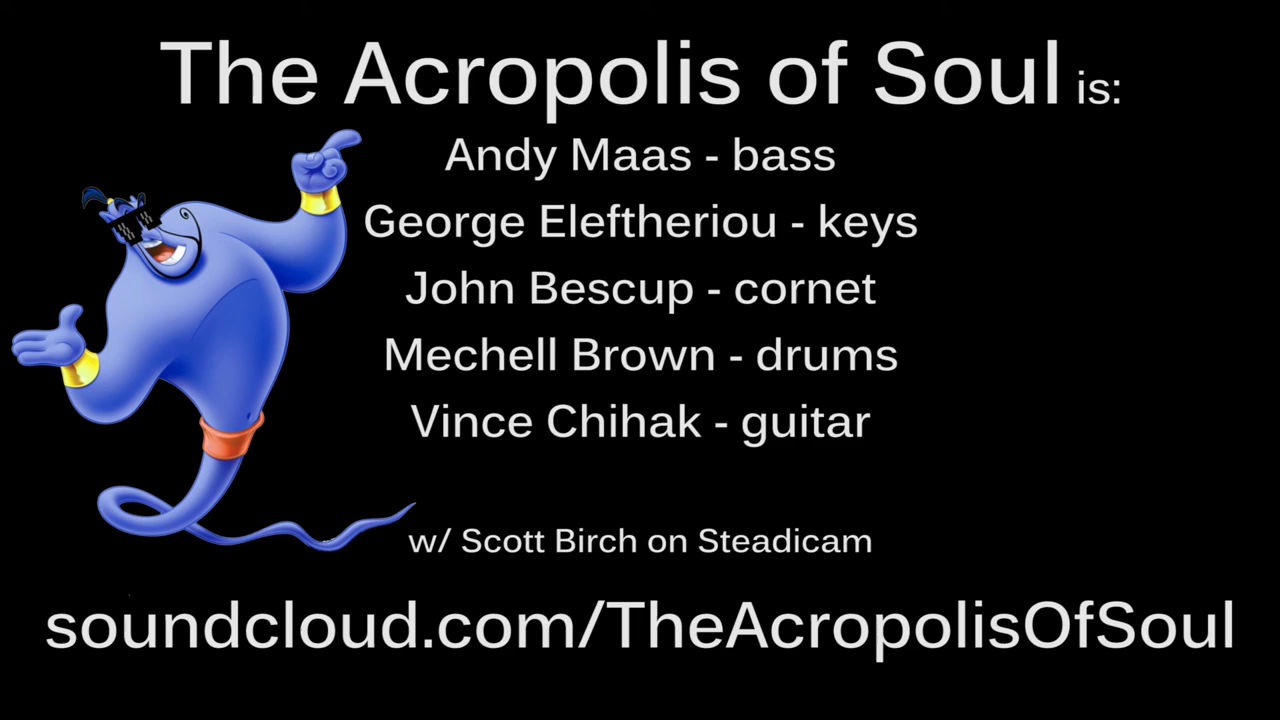 The Acropolis of Soul is:
Andy Maas - bass
George Eleftheriou - keys
John Bescup - cornet
Mechell Brown - drums
Vince Chihak - guitar
w/ Scott Birch on Steadicam
soundcloud.com/TheAcropolisOfSoul